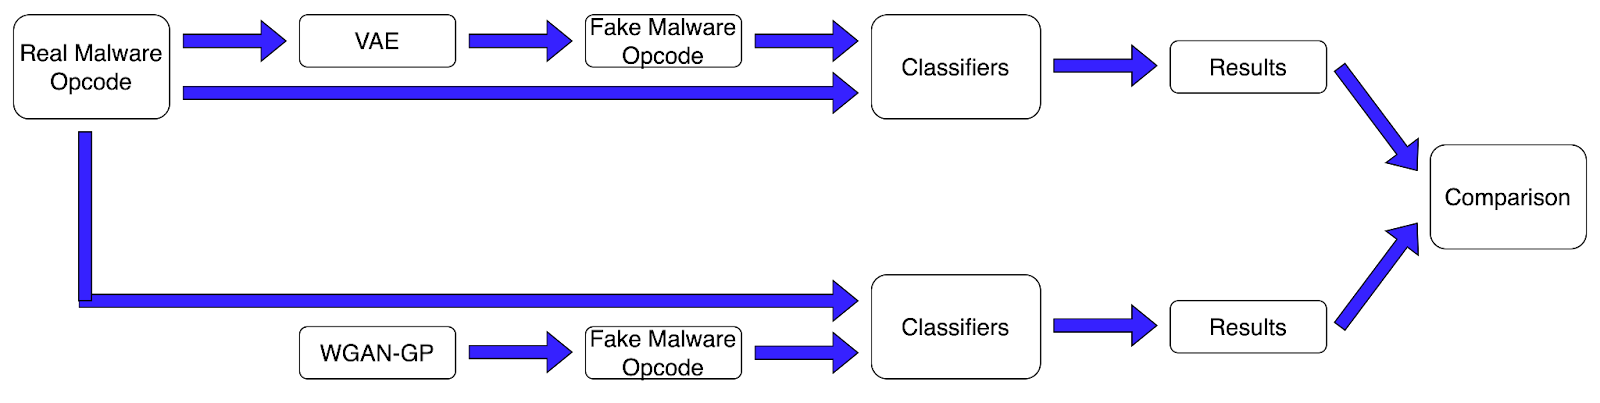 Real Malware
Opcode
VAE
Fake Malware
Opcode
Classifiers
Results
Comparison
Classifiers
Results
WGAN-GP
Fake Malware
Opcode